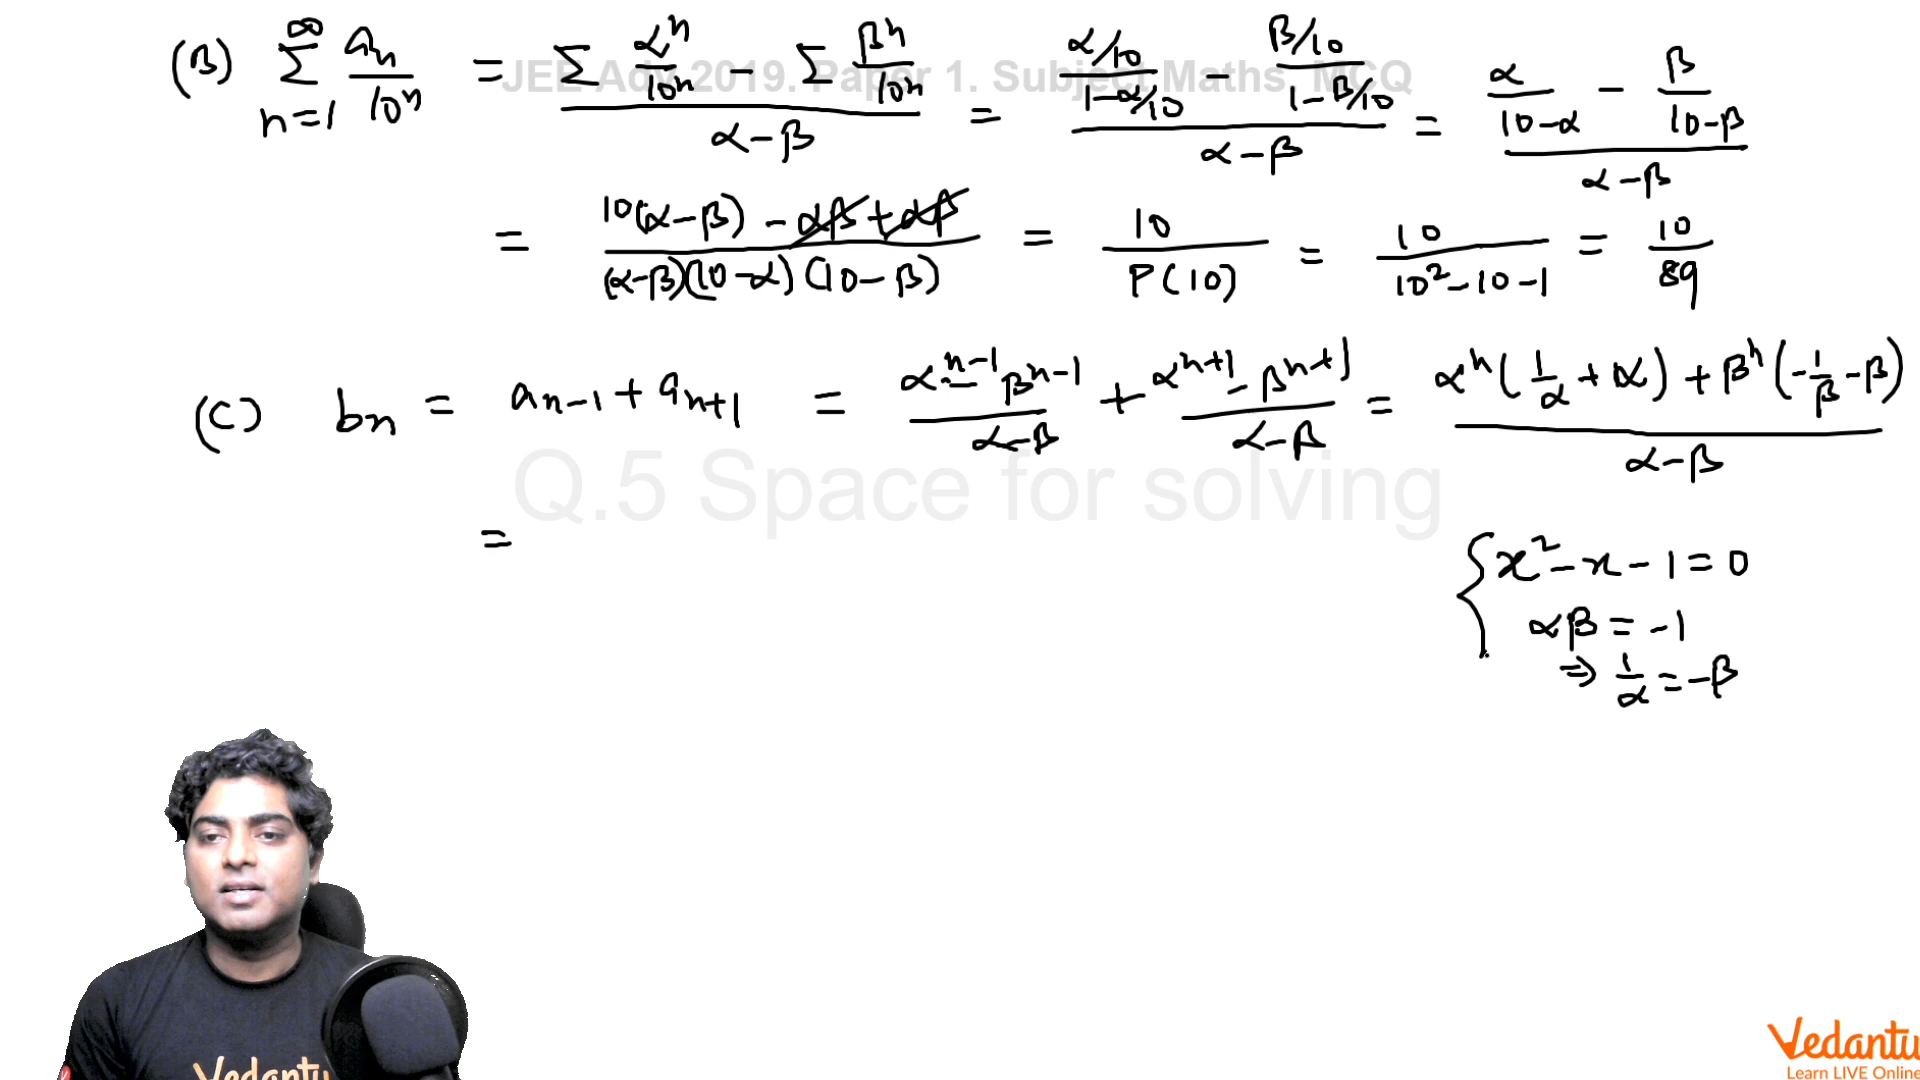 JEE Adv 2019. Paper 1. Subject Maths MCQ
(B) ∑_{n=1}^{∞} a_n/10^n = (∑ α^n/10^n - ∑ β^n/10^n)/(α-β) = ((α/10)/(1-α/10) - (β/10)/(1-β/10))/(α-β) = (α/(10-α) - β/(10-β))/(α-β)
= (10(α-β) - αβ + αβ)/((α-β)(10-α)(10-β)) = 10/P(10) = 10/(10²-10-1) = 10/89
(C) b_n = a_{n-1} + a_{n+1} = (α^{n-1} - β^{n-1})/(α-β) + (α^{n+1} - β^{n+1})/(α-β) = (α^n(1/α + α) + β^n(-1/β - β))/(α-β)
Q.5 Space for solving
=
{x² - x - 1 = 0
αβ = -1
⇒ 1/α = -β
Vedantu
Vedantu
Learn LIVE Online